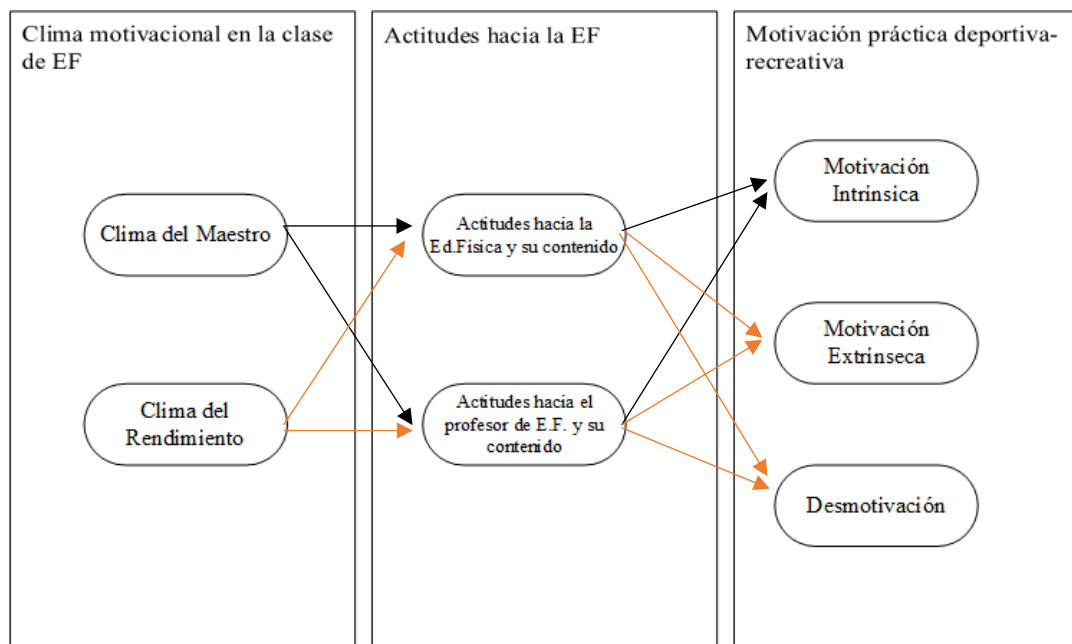 Clima motivacional en la clase
de EF
Actitudes hacia la EF
Motivación práctica deportiva-
recreativa
Clima del Maestro
Clima del
Rendimiento
Actitudes hacia la
Ed.Fisica y su contenido
Actitudes hacia el
profesor de E.F. y su
contenido
Motivación
Intrínsica
Motivación
Extrínseca
Desmotivación